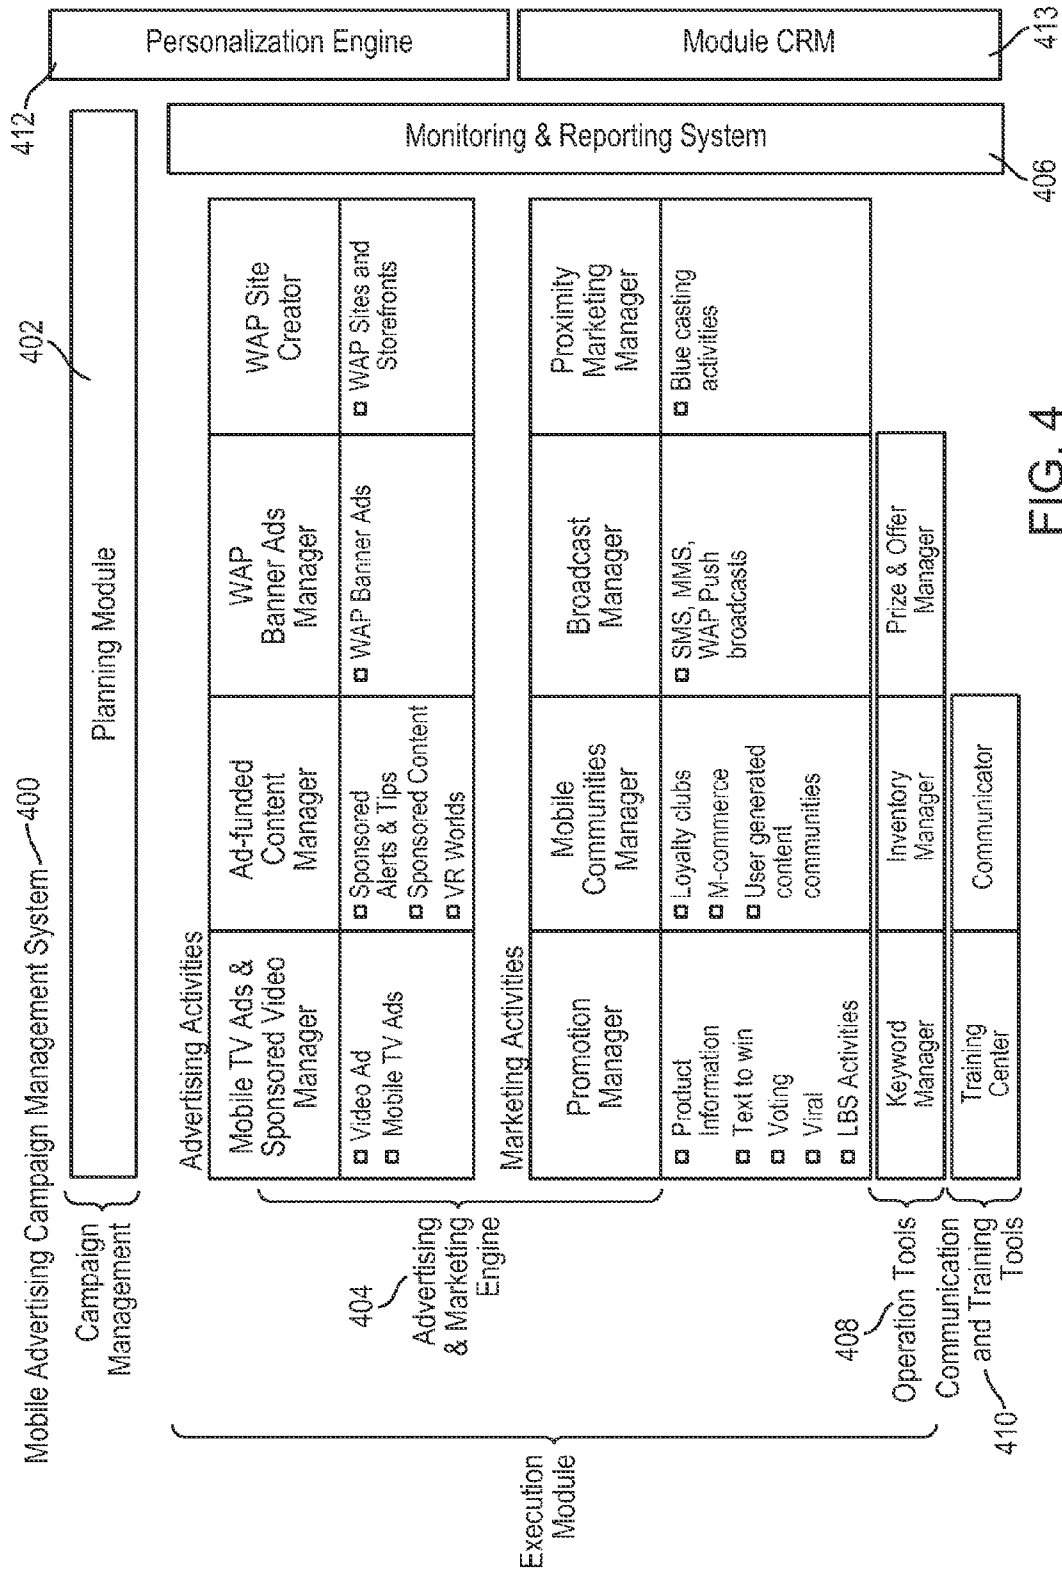 Mobile Advertising Campaign Management System
400
Campaign
Management
Planning Module
402
412
Personalization Engine
Module CRM
413
Execution
Module
404
Advertising
& Marketing
Engine
Advertising Activities
Mobile TV Ads &
Sponsored Video
Manager
Ad-funded
Content
Manager
WAP
Banner Ads
Manager
WAP Site
Creator
Video Ad
Mobile TV Ads
Sponsored
Alerts & Tips
Sponsored Content
VR Worlds
WAP Banner Ads
WAP Sites and
Storefronts
Marketing Activities
Promotion
Manager
Mobile
Communities
Manager
Broadcast
Manager
Proximity
Marketing
Manager
Product
Information
Text to win
Voting
Viral
LBS Activities
Loyalty clubs
M-commerce
User generated
content
communities
SMS, MMS,
WAP Push
broadcasts
Blue casting
activities
Monitoring & Reporting System
406
408
Operation Tools
Keyword
Manager
Inventory
Manager
Prize & Offer
Manager
Communication
and Training
Tools
410
Training
Center
Communicator
FIG. 4